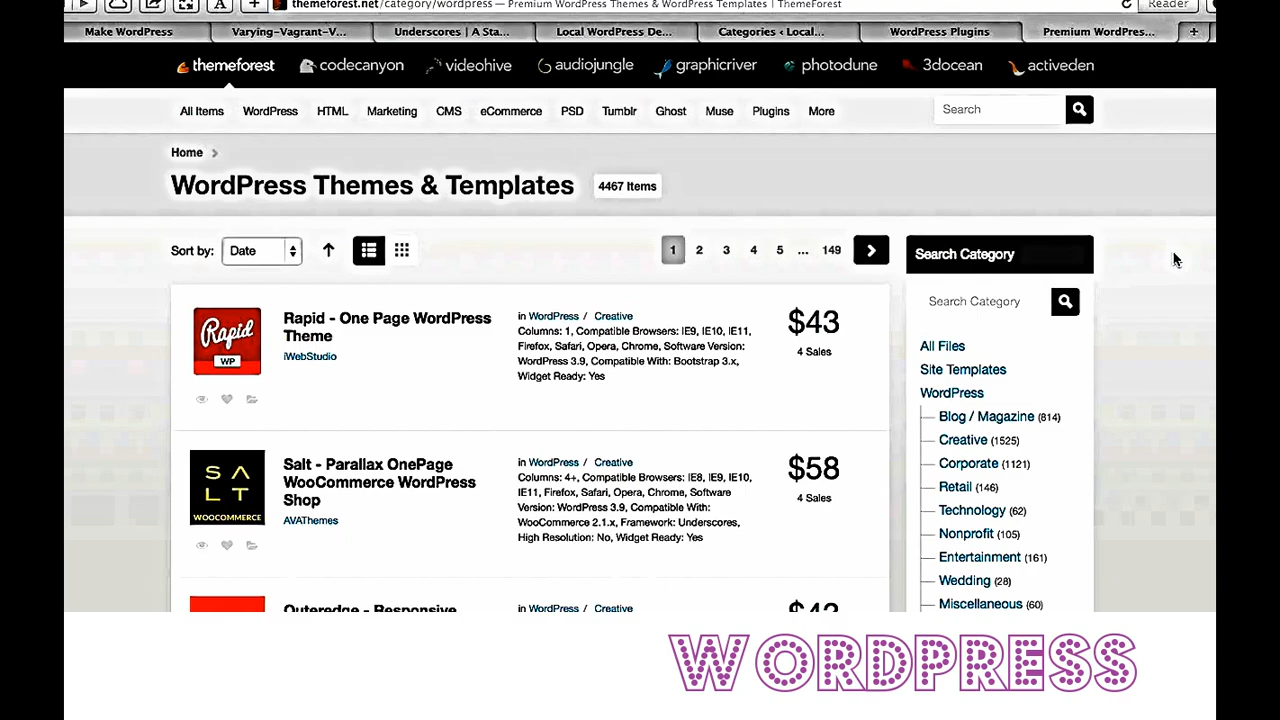 themeforest.net/category/wordpress — Premium WordPress Themes & WordPress Templates | ThemeForest
Reader
Make WordPress
Varying-Vagrant-V...
Underscores | A Sta...
Local WordPress De...
Categories ‹ Local...
WordPress Plugins
Premium WordPres...
themeforest
codecanyon
videohive
audiojungle
graphicriver
photodune
3docean
activeden
All Items
WordPress
HTML
Marketing
CMS
eCommerce
PSD
Tumblr
Ghost
Muse
Plugins
More
Search
Home
WordPress Themes & Templates
4467 Items
Sort by:
Date
1 2 3 4 5 ... 149
Search Category
Search Category
Rapid
WP
Rapid - One Page WordPress
Theme
iWebStudio
in WordPress / Creative
Columns: 1, Compatible Browsers: IE9, IE10, IE11,
Firefox, Safari, Opera, Chrome, Software Version:
WordPress 3.9, Compatible With: Bootstrap 3.x,
Widget Ready: Yes
$43
4 Sales
SALT
WOOCOMMERCE
Salt - Parallax OnePage
WooCommerce WordPress
Shop
AVAThemes
in WordPress / Creative
Columns: 4+, Compatible Browsers: IE8, IE9, IE10,
IE11, Firefox, Safari, Opera, Chrome, Software
Version: WordPress 3.9, Compatible With:
WooCommerce 2.1.x, Framework: Underscores,
High Resolution: No, Widget Ready: Yes
$58
4 Sales
Outeredge - Responsive
in WordPress / Creative
All Files
Site Templates
WordPress
Blog / Magazine (814)
Creative (1525)
Corporate (1121)
Retail (146)
Technology (62)
Nonprofit (105)
Entertainment (161)
Wedding (28)
Miscellaneous (60)
WORDPRESS